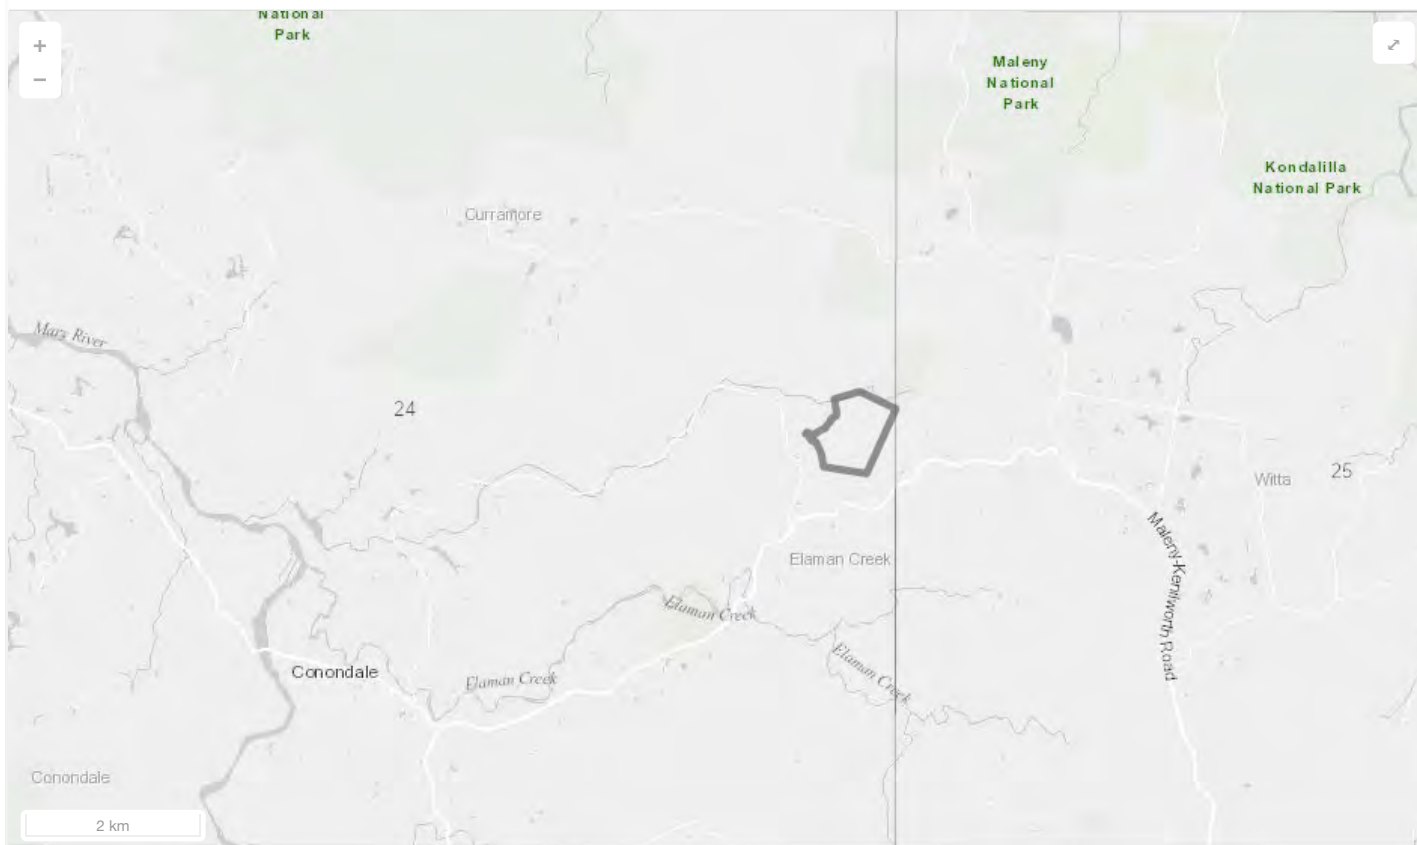 National
Park
+
−
Maleny
National
Park
Kondalilla
National Park
Curramore
Mary River
24
Witta
25
Elaman Creek
Elaman Creek
Maleny-Kenilworth Road
Elaman Creek
Elaman Creek
Conondale
Conondale
2 km